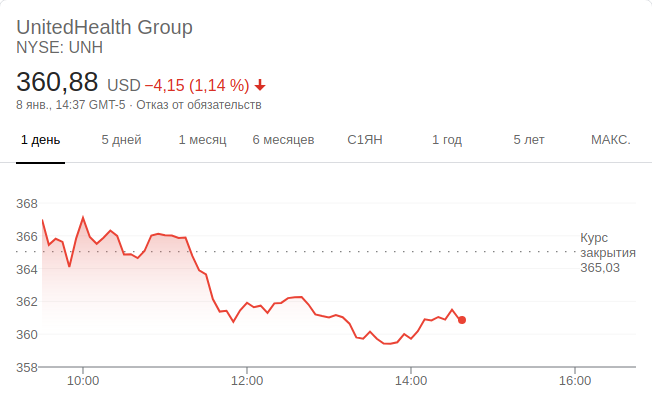 UnitedHealth Group
NYSE: UNH
360,88 USD −4,15 (1,14 %)
8 янв., 14:37 GMT-5 · Отказ от обязательств
1 день 5 дней 1 месяц 6 месяцев С1ЯН 1 год 5 лет МАКС.
368
366
364
362
360
358
Курс
закрытия
365,03
10:00 12:00 14:00 16:00